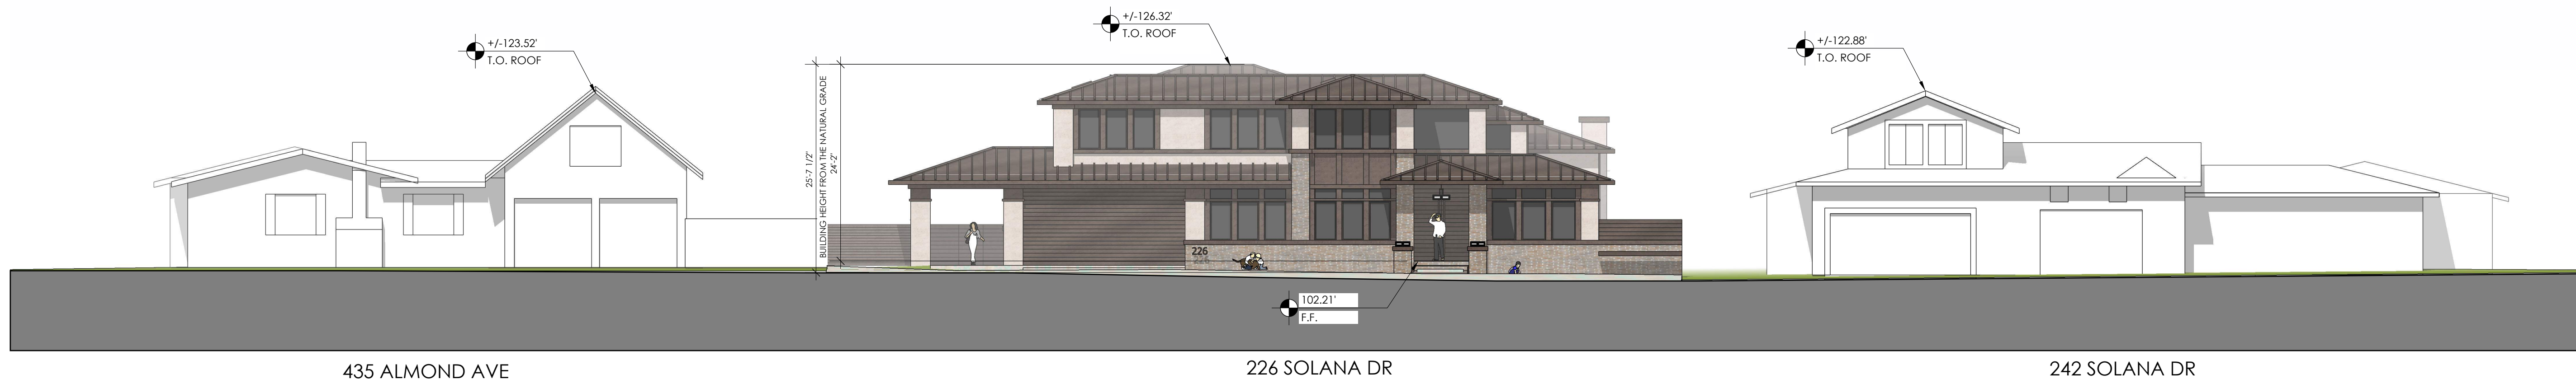 +/-123.52'
T.O. ROOF
+/-126.32'
T.O. ROOF
+/-122.88'
T.O. ROOF
25'-7 1/2"
BUILDING HEIGHT FROM THE NATURAL GRADE
24'-2"
226
226
102.21'
F.F.
435 ALMOND AVE
226 SOLANA DR
242 SOLANA DR